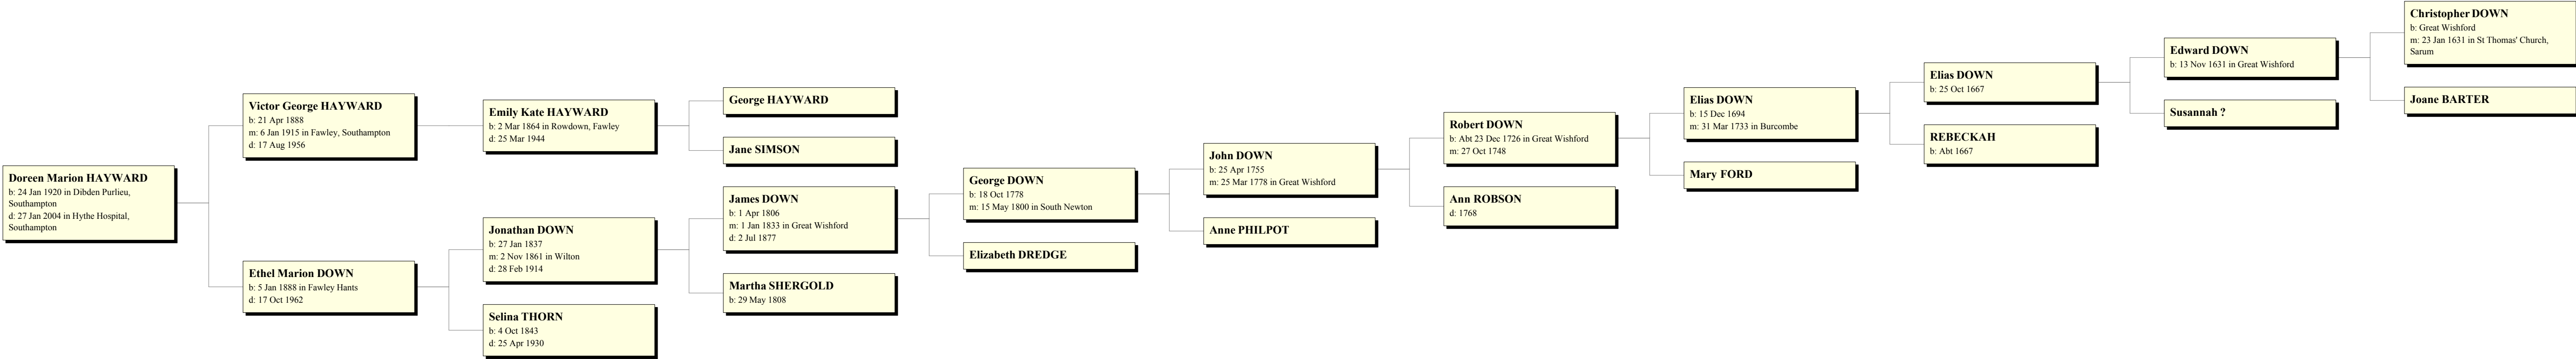 Doreen Marion HAYWARD
b: 24 Jan 1920 in Dibden Purlieu,
Southampton
d: 27 Jan 2004 in Hythe Hospital,
Southampton
Victor George HAYWARD
b: 21 Apr 1888
m: 6 Jan 1915 in Fawley, Southampton
d: 17 Aug 1956
Ethel Marion DOWN
b: 5 Jan 1888 in Fawley Hants
d: 17 Oct 1962
Emily Kate HAYWARD
b: 2 Mar 1864 in Rowdown, Fawley
d: 25 Mar 1944
Jonathan DOWN
b: 27 Jan 1837
m: 2 Nov 1861 in Wilton
d: 28 Feb 1914
Selina THORN
b: 4 Oct 1843
d: 25 Apr 1930
George HAYWARD
Jane SIMSON
James DOWN
b: 1 Apr 1806
m: 1 Jan 1833 in Great Wishford
d: 2 Jul 1877
Martha SHERGOLD
b: 29 May 1808
George DOWN
b: 18 Oct 1778
m: 15 May 1800 in South Newton
Elizabeth DREDGE
John DOWN
b: 25 Apr 1755
m: 25 Mar 1778 in Great Wishford
Anne PHILPOT
Robert DOWN
b: Abt 23 Dec 1726 in Great Wishford
m: 27 Oct 1748
Ann ROBSON
d: 1768
Elias DOWN
b: 15 Dec 1694
m: 31 Mar 1733 in Burcombe
Mary FORD
Elias DOWN
b: 25 Oct 1667
REBECKAH
b: Abt 1667
Edward DOWN
b: 13 Nov 1631 in Great Wishford
Susannah ?
Christopher DOWN
b: Great Wishford
m: 23 Jan 1631 in St Thomas' Church,
Sarum
Joane BARTER